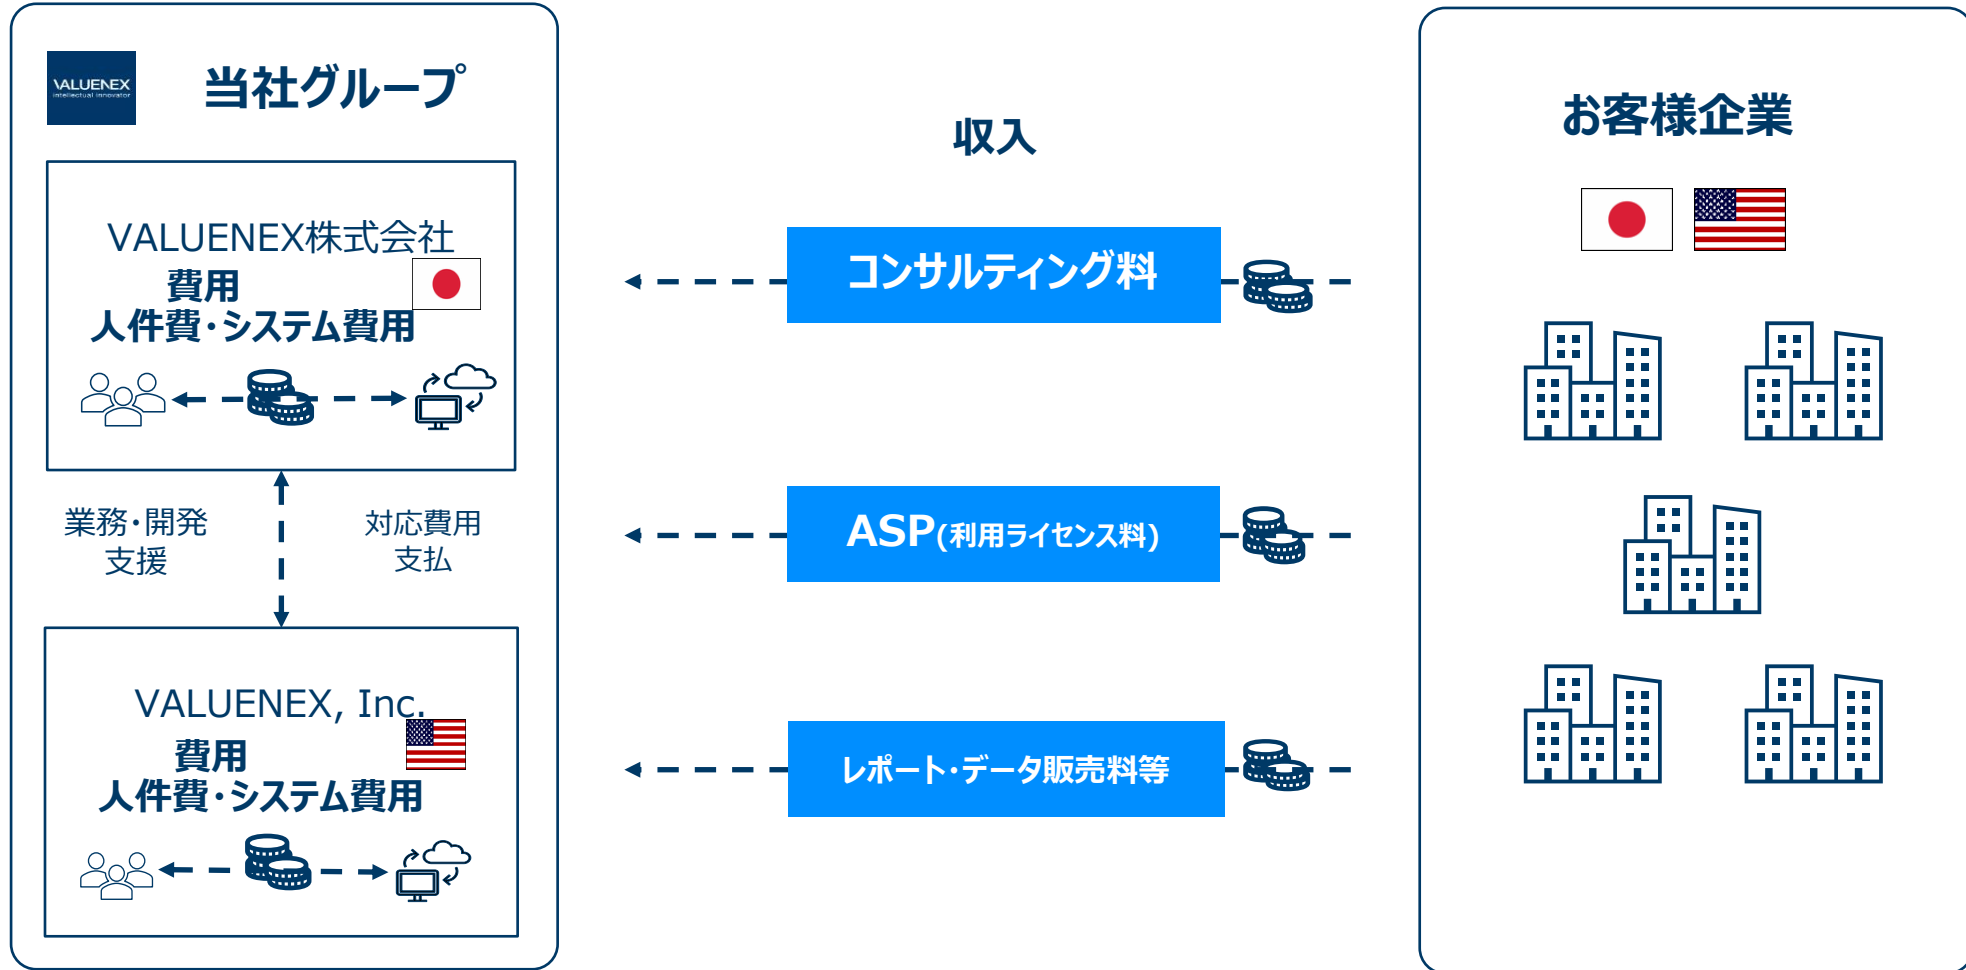 VALUENEX
intellectual innovator
当社グループ
VALUENEX株式会社
費用
人件費・システム費用
業務・開発
支援
対応費用
支払
VALUENEX, Inc.
費用
人件費・システム費用
収入
コンサルティング料
ASP(利用ライセンス料)
レポート・データ販売料等
お客様企業